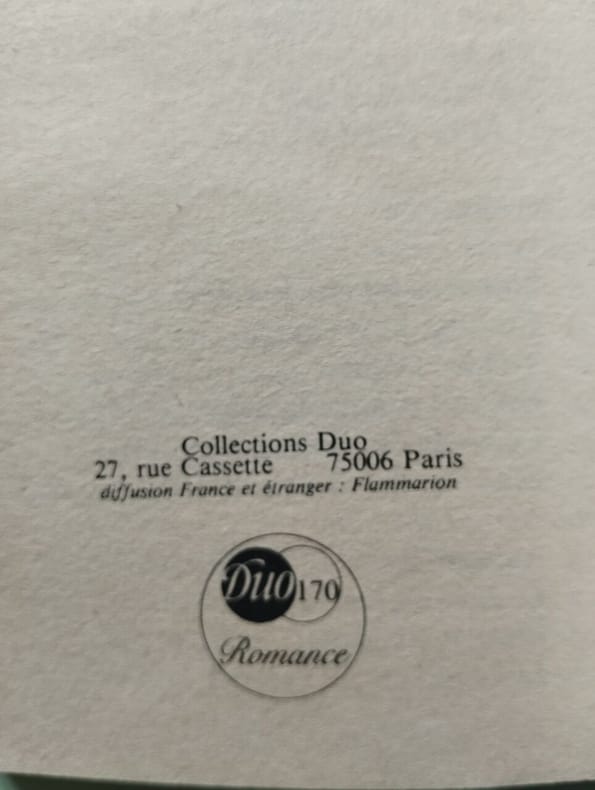 Collections Duo
27, rue Cassette 75006 Paris
diffusion France et étranger : Flammarion
Duo 170
Romance